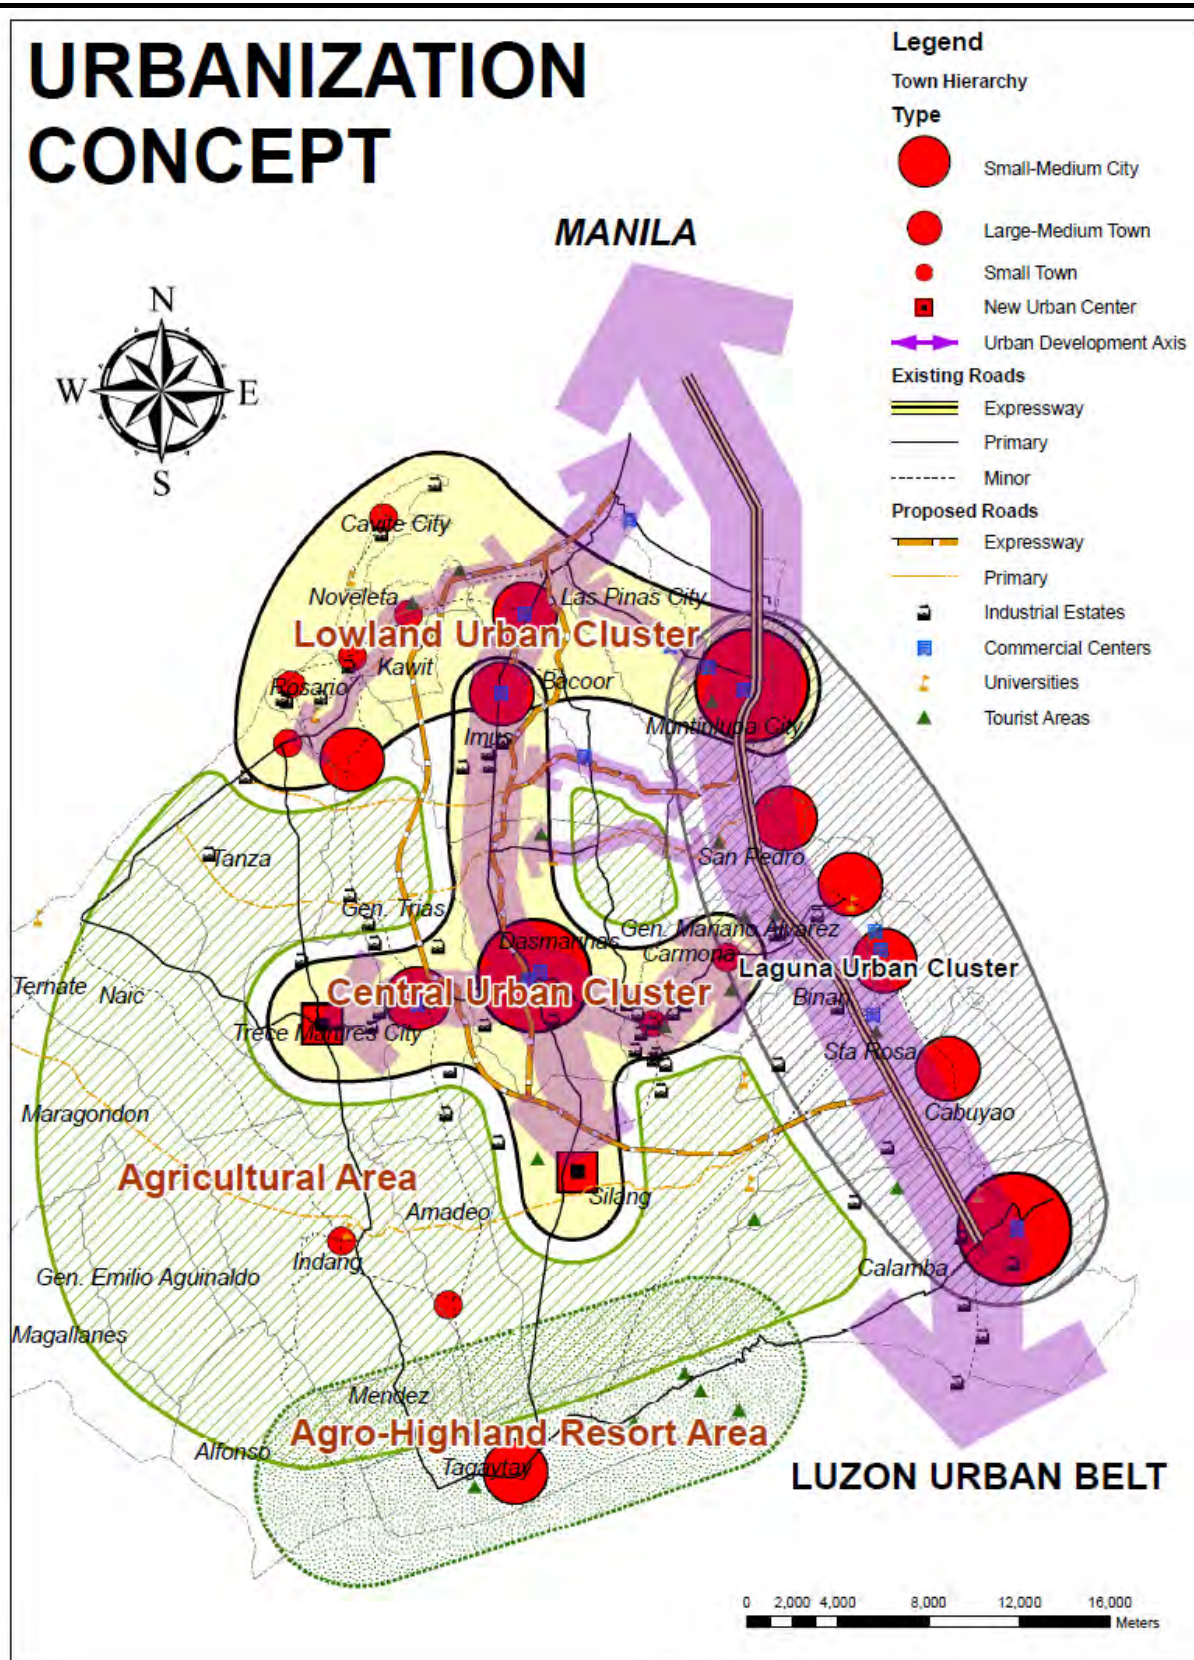 URBANIZATION
CONCEPT
Legend
Town Hierarchy
Type
Small-Medium City
Large-Medium Town
Small Town
New Urban Center
Urban Development Axis
Existing Roads
Expressway
Primary
Minor
Proposed Roads
Expressway
Primary
Industrial Estates
Commercial Centers
Universities
Tourist Areas
MANILA
N
W
E
S
Cavite City
Noveleta
Las Pinas City
Lowland Urban Cluster
Kawit
Rosario
Bacoor
Imus
Muntinlupa City
Tanza
San Pedro
Gen. Trias
Gen. Mariano Alvarez
Dasmarinas
Carmona
Laguna Urban Cluster
Ternate
Naic
Central Urban Cluster
Binan
Trece Martires City
Sta Rosa
Maragondon
Cabuyao
Agricultural Area
Silang
Amadeo
Indang
Calamba
Gen. Emilio Aguinaldo
Magallanes
Mendez
Agro-Highland Resort Area
Alfonso
Tagaytay
LUZON URBAN BELT
0 2,000 4,000 8,000 12,000 16,000
Meters